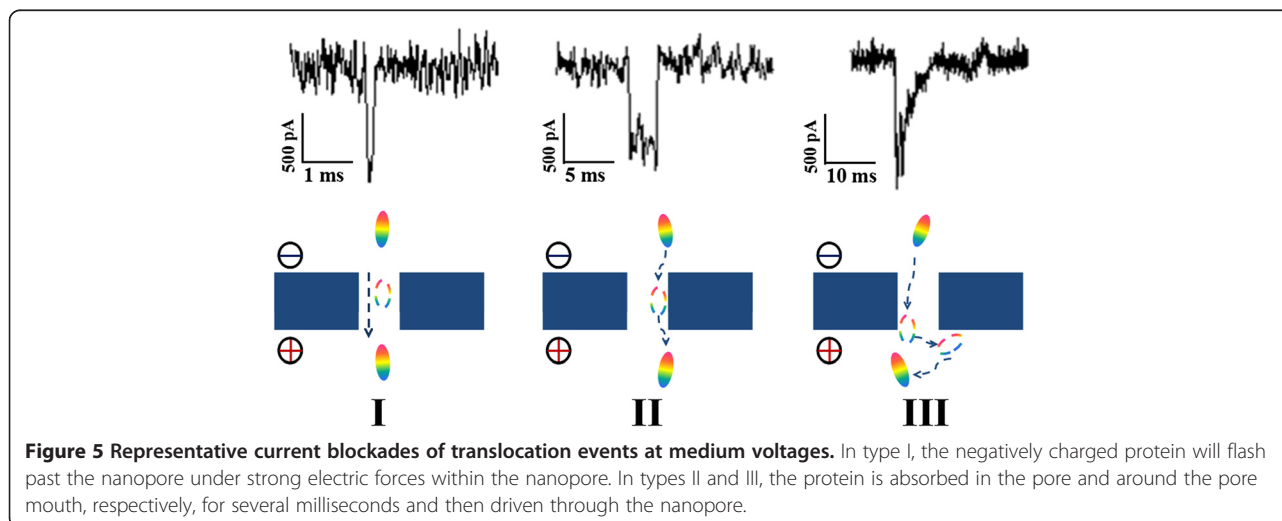 500 pA
1 ms
500 pA
5 ms
500 pA
10 ms
I
II
III
Figure 5 Representative current blockades of translocation events at medium voltages. In type I, the negatively charged protein will flash
past the nanopore under strong electric forces within the nanopore. In types II and III, the protein is absorbed in the pore and around the pore
mouth, respectively, for several milliseconds and then driven through the nanopore.